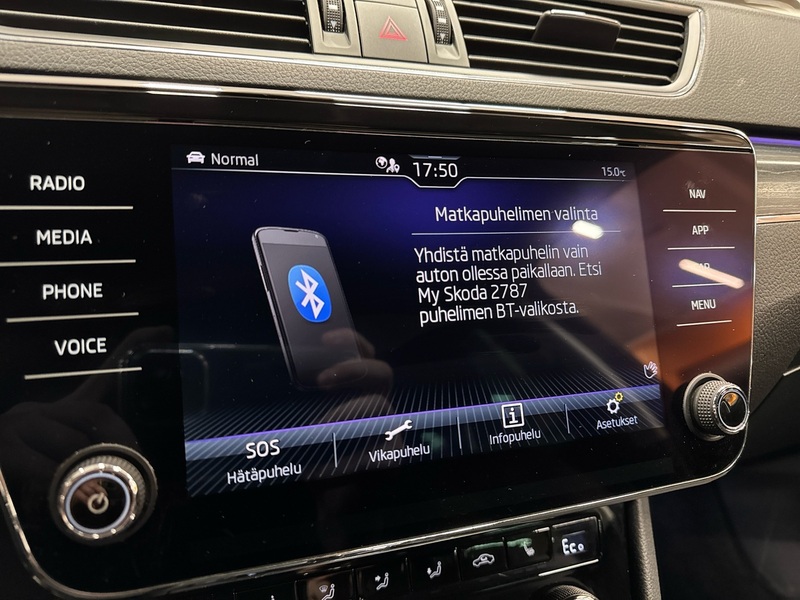 Normal
17:50
15.0°C
RADIO
MEDIA
PHONE
VOICE
Matkapuhelimen valinta
Yhdistä matkapuhelin vain
auton ollessa paikallaan. Etsi
My Skoda 2787
puhelimen BT-valikosta.
NAV
APP
MENU
SOS
Hätäpuhelu
Vikapuhelu
i
Infopuhelu
Asetukset
Eco